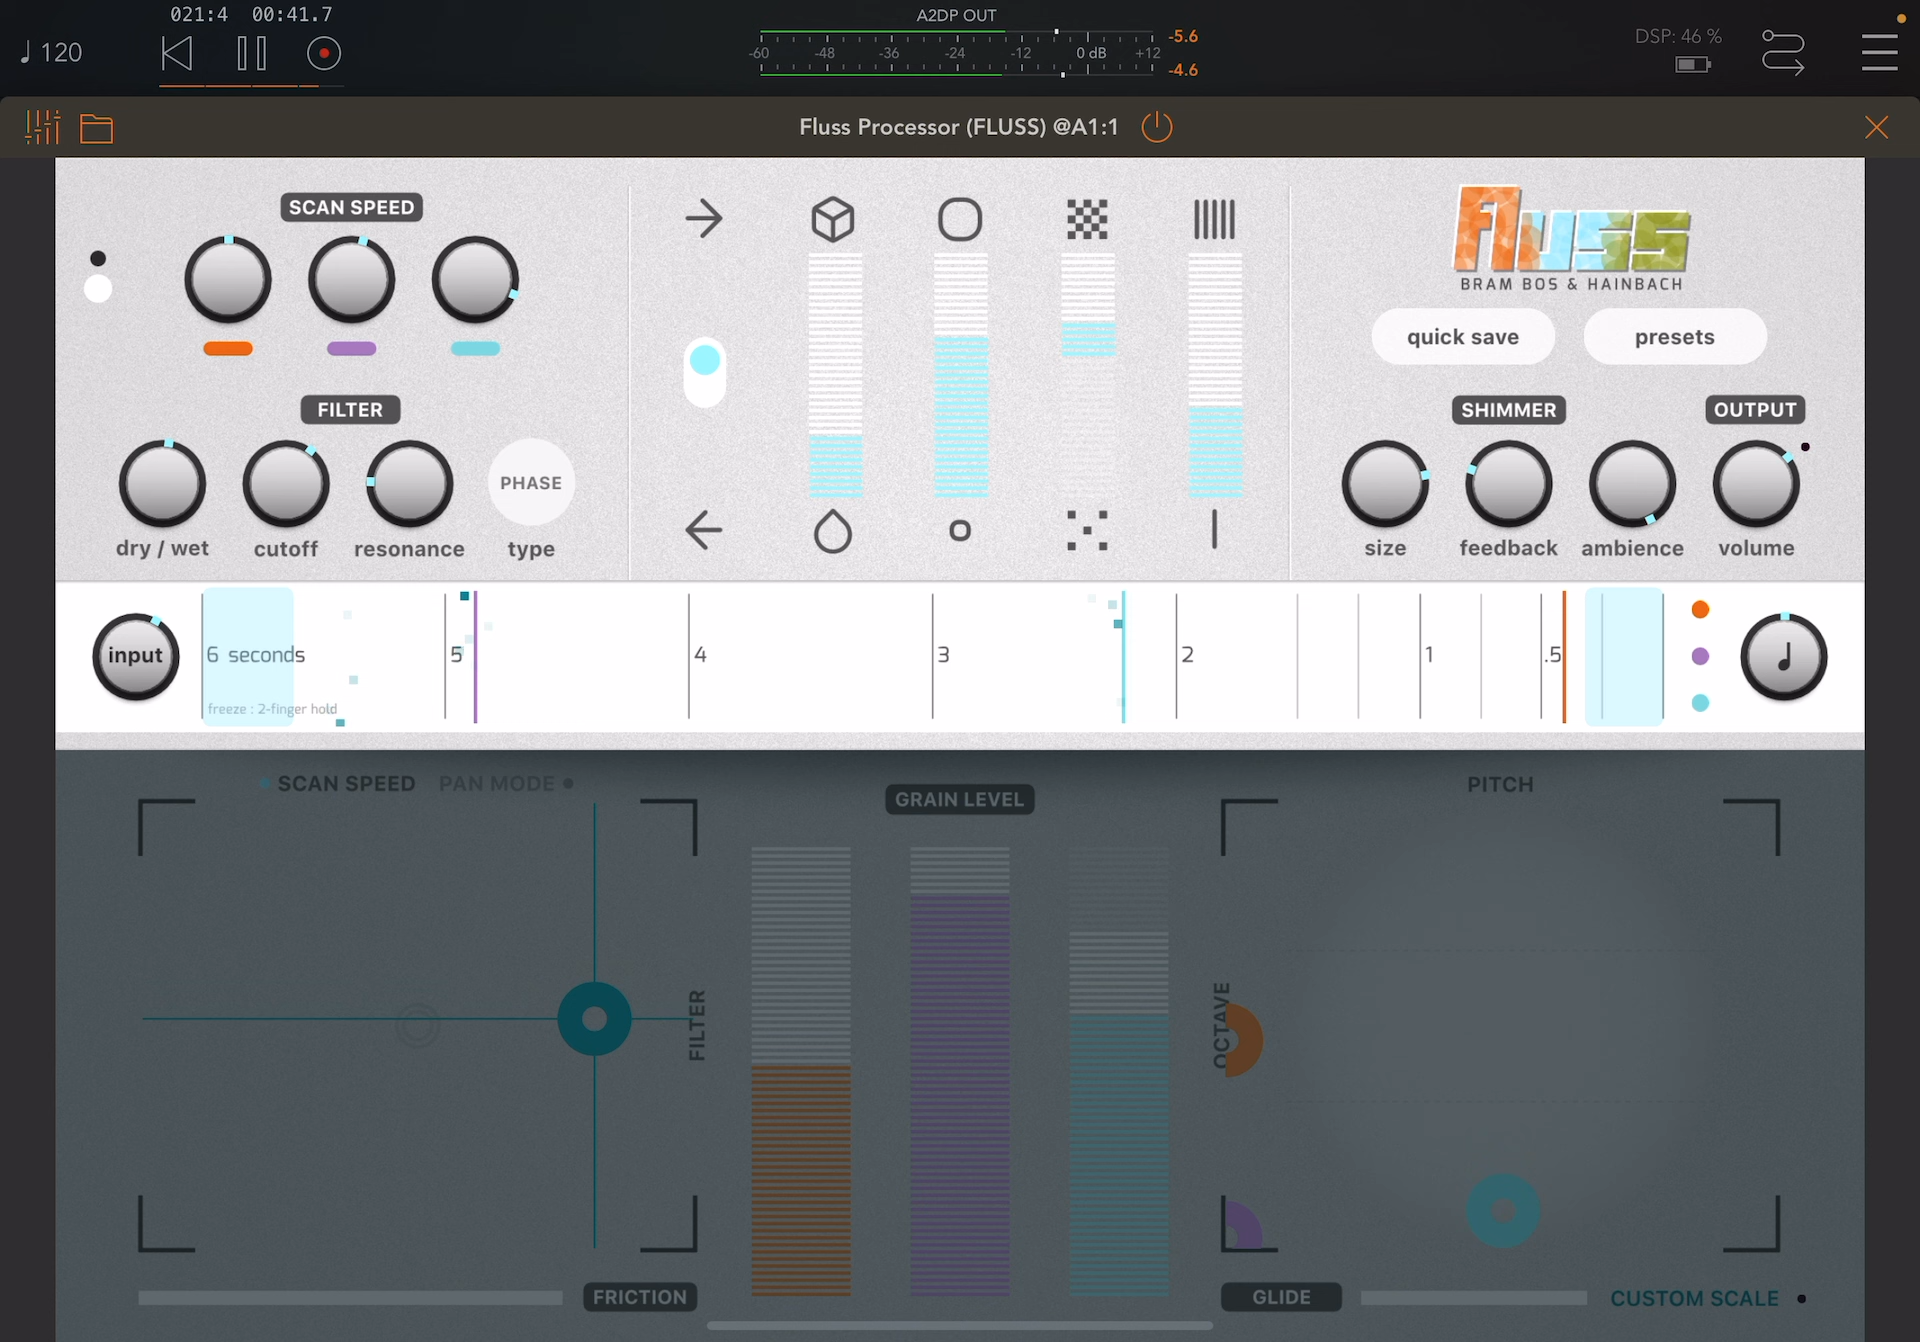 021:4 00:41.7
A2DP OUT
120
-60 -48 -36 -24 -12 0 dB +12
-5.6
-4.6
DSP: 46 %
Fluss Processor (FLUSS) @A1:1
SCAN SPEED
fluss
BRAM BOS & HAINBACH
quick save presets
FILTER
SHIMMER OUTPUT
PHASE
dry / wet cutoff resonance type
size feedback ambience volume
input
6 seconds 5 4 3 2 1 .5
freeze : 2-finger hold
SCAN SPEED PAN MODE
GRAIN LEVEL
PITCH
FILTER
OCTAVE
FRICTION
GLIDE
CUSTOM SCALE